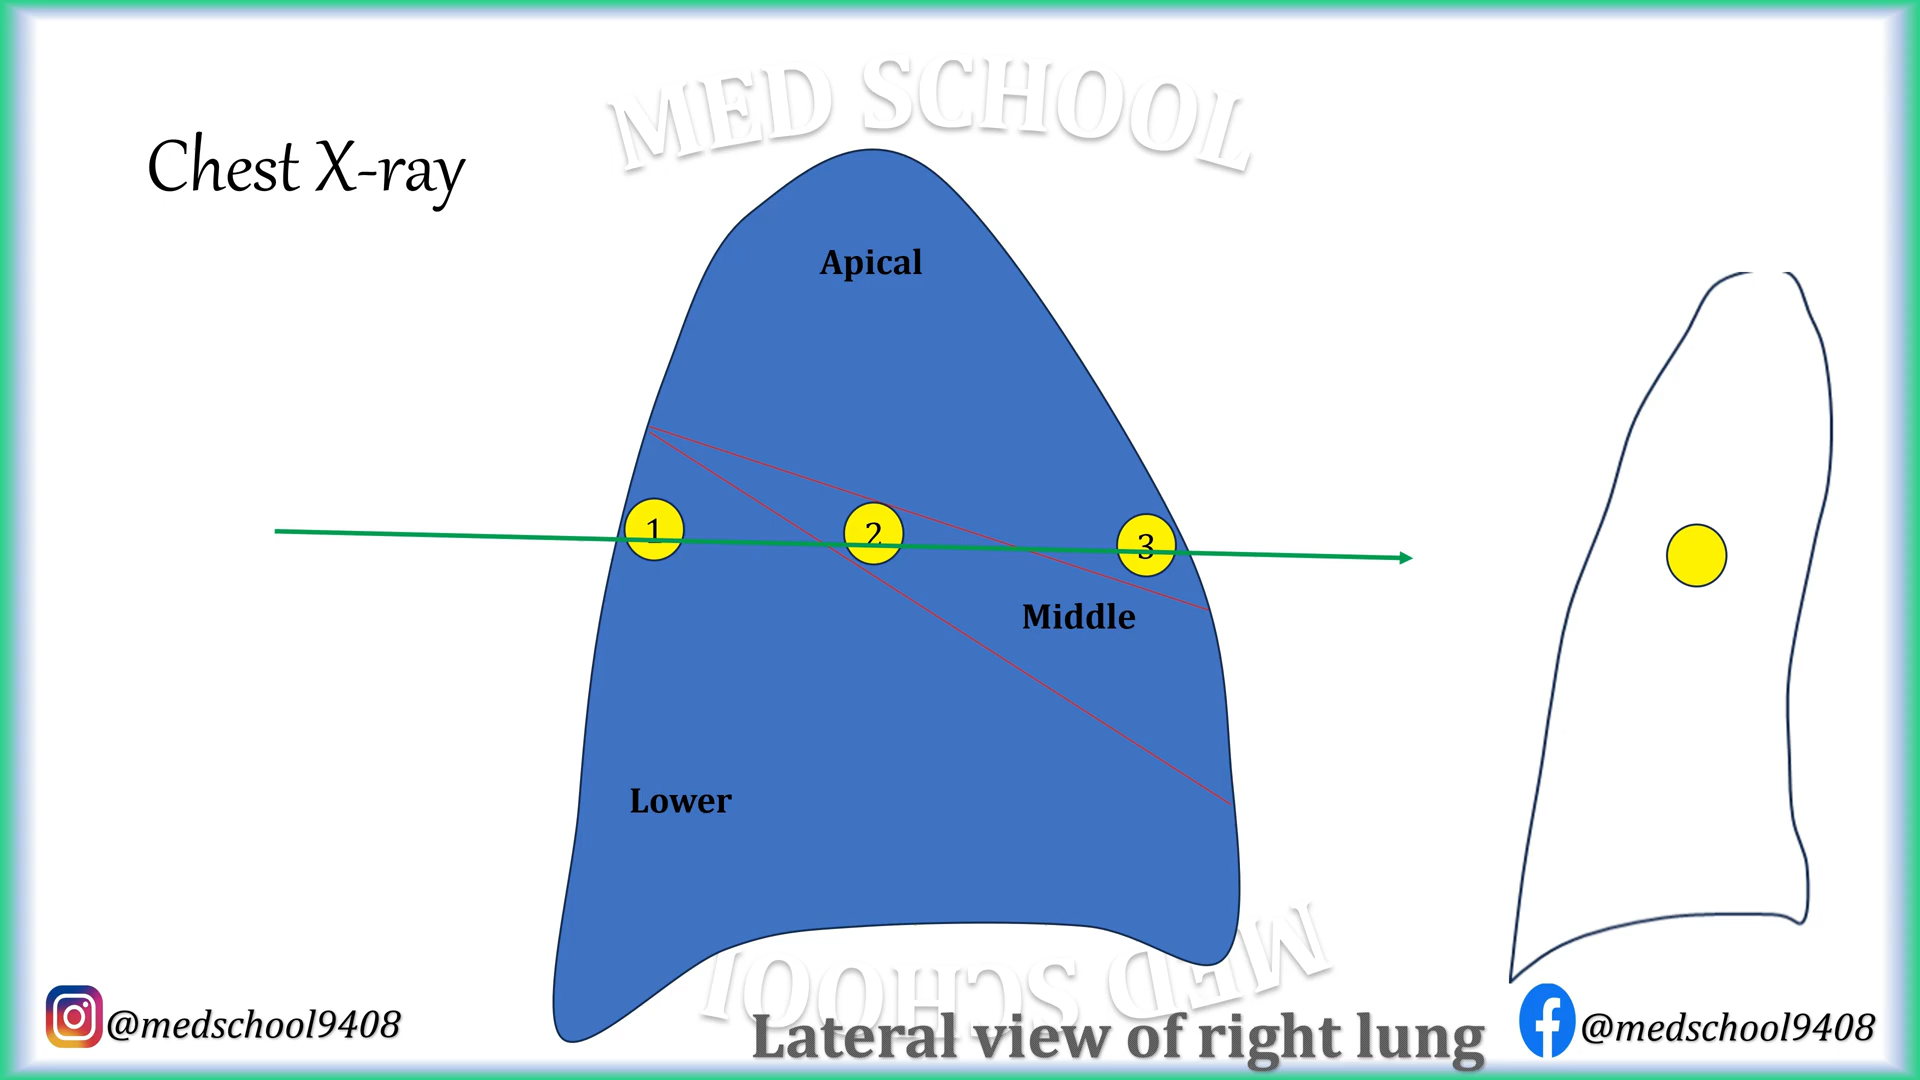 MED SCHOOL
Chest X-ray
Apical
1
2
3
Middle
Lower
MED SCHOOL
Lateral view of right lung
@medschool9408
@medschool9408